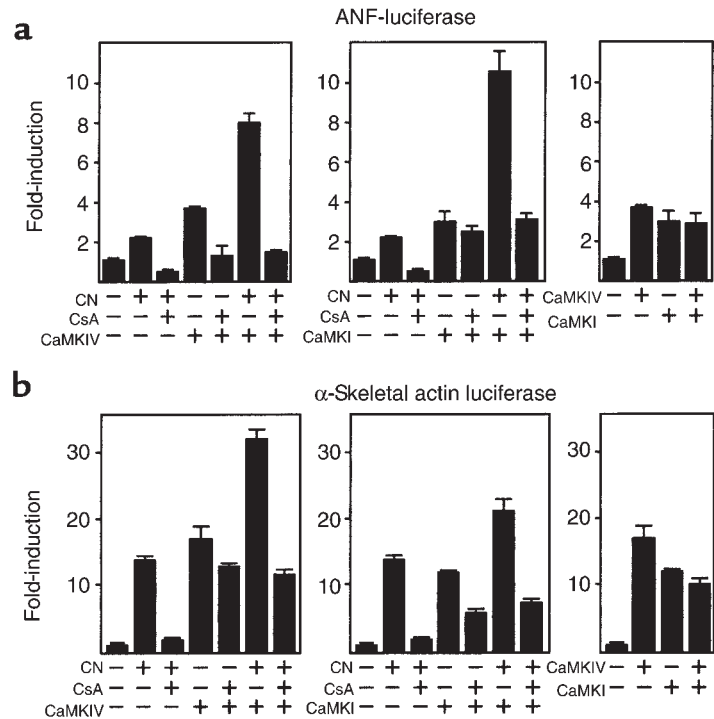 a
ANF-luciferase
Fold-induction
10
8
6
4
2
10
8
6
4
2
10
8
6
4
2
CN − + + − − + +
CsA − − + − + − +
CaMKIV − − − + + + +
CN − + + − − + +
CsA − − + − + − +
CaMKI − − − + + + +
CaMKIV − + − +
CaMKI − − + +
b
α-Skeletal actin luciferase
Fold-induction
30
20
10
30
20
10
30
20
10
CN − + + − − + +
CsA − − + − + − +
CaMKIV − − − + + + +
CN − + + − − + +
CsA − − + − + − +
CaMKI − − − + + + +
CaMKIV − + − +
CaMKI − − + +